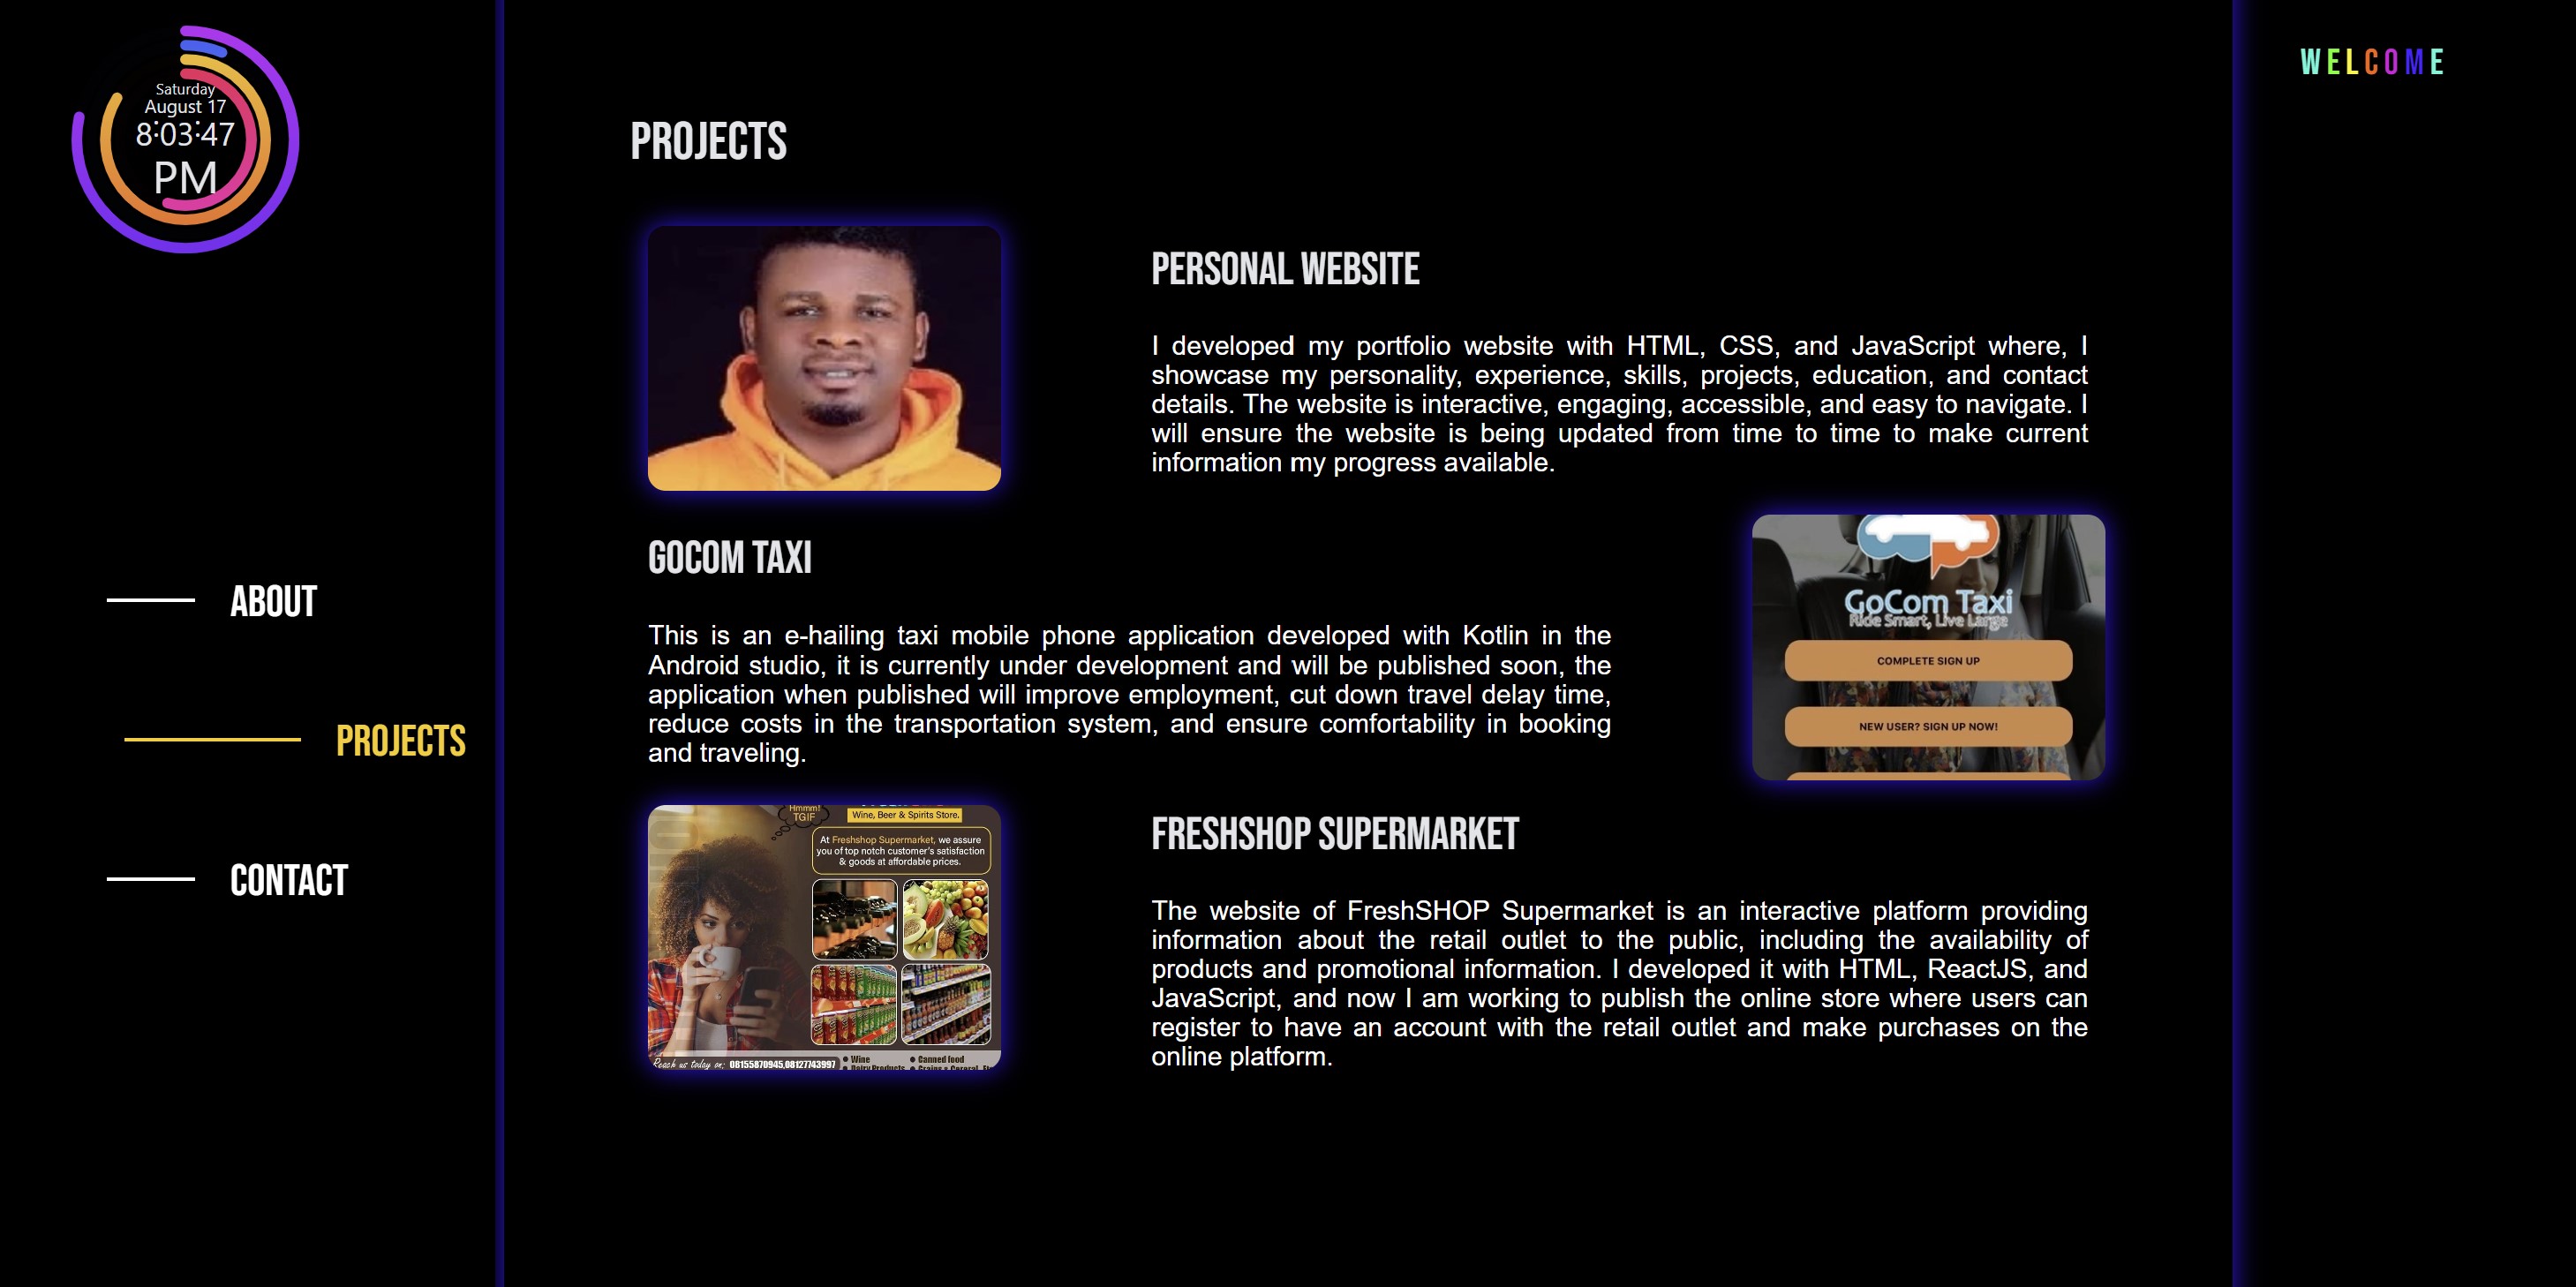 Saturday
August 17
8:03:47
PM
WELCOME
PROJECTS
PERSONAL WEBSITE
I developed my portfolio website with HTML, CSS, and JavaScript where, I
showcase my personality, experience, skills, projects, education, and contact
details. The website is interactive, engaging, accessible, and easy to navigate. I
will ensure the website is being updated from time to time to make current
information my progress available.
ABOUT
PROJECTS
CONTACT
GOCOM TAXI
This is an e-hailing taxi mobile phone application developed with Kotlin in the
Android studio, it is currently under development and will be published soon, the
application when published will improve employment, cut down travel delay time,
reduce costs in the transportation system, and ensure comfortability in booking
and traveling.
GoCom Taxi
Ride Smart, Live Large
COMPLETE SIGN UP
NEW USER? SIGN UP NOW!
Hmmm!
TGIF
Wine, Beer & Spirits Store.
At Freshshop Supermarket, we assure
you of top notch customer's satisfaction
& goods at affordable prices.
Reach us today on: 08155870945,08127743997
Wine
Canned food
Dairy Products
FRESHSHOP SUPERMARKET
The website of FreshSHOP Supermarket is an interactive platform providing
information about the retail outlet to the public, including the availability of
products and promotional information. I developed it with HTML, ReactJS, and
JavaScript, and now I am working to publish the online store where users can
register to have an account with the retail outlet and make purchases on the
online platform.